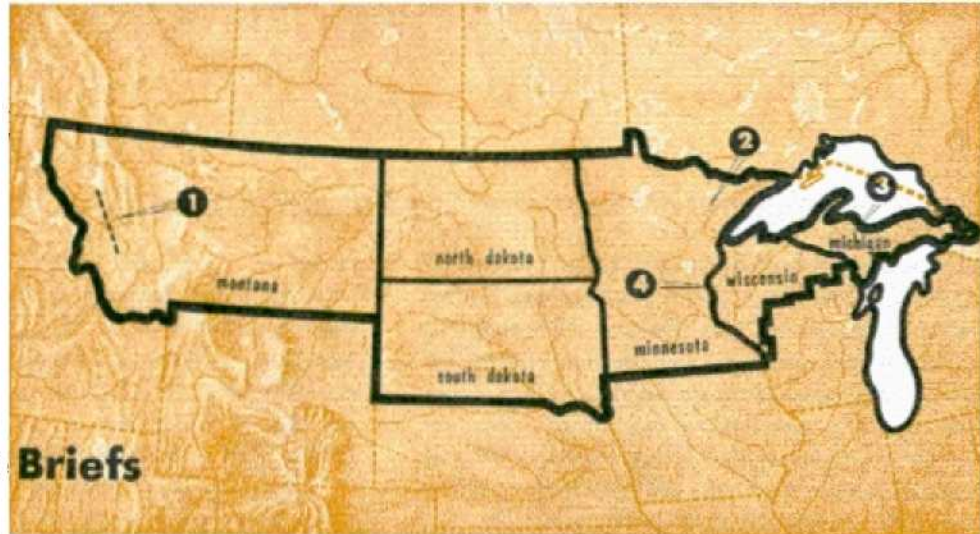 2
1
3
michigan
north dakota
wisconsin
montana
4
minnesota
south dakota
Briefs